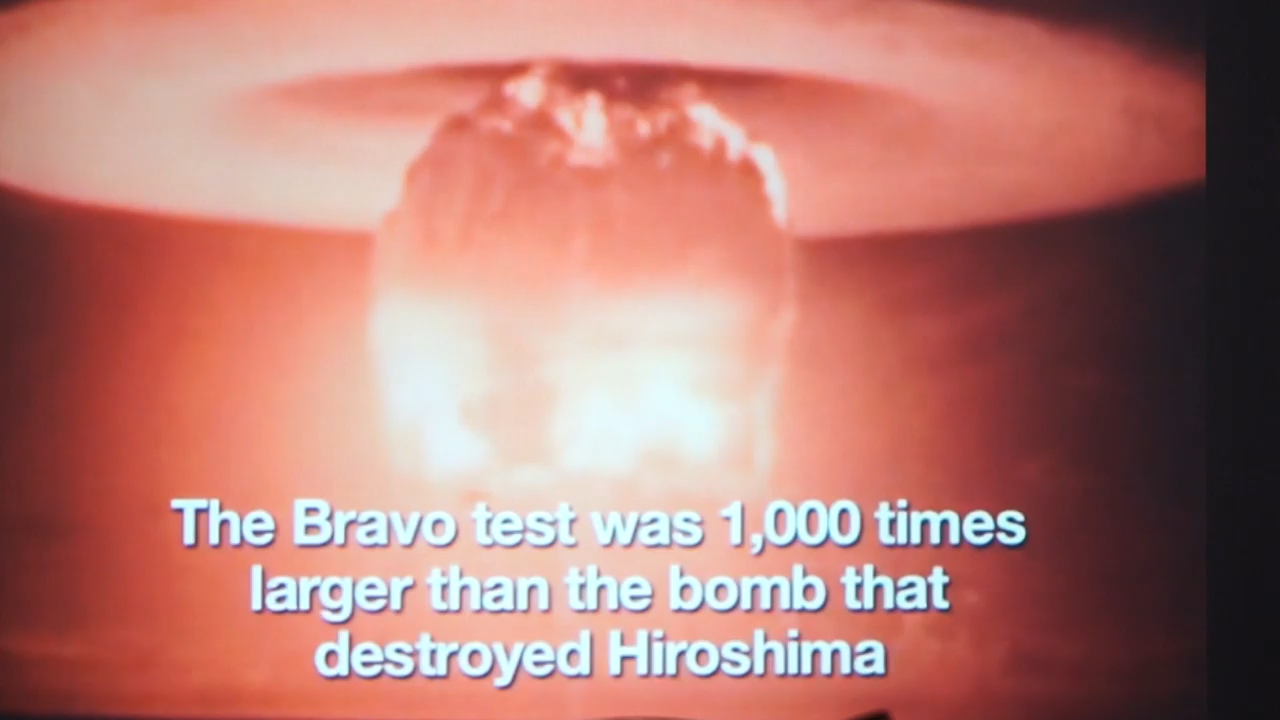 The Bravo test was 1,000 times
larger than the bomb that
destroyed Hiroshima